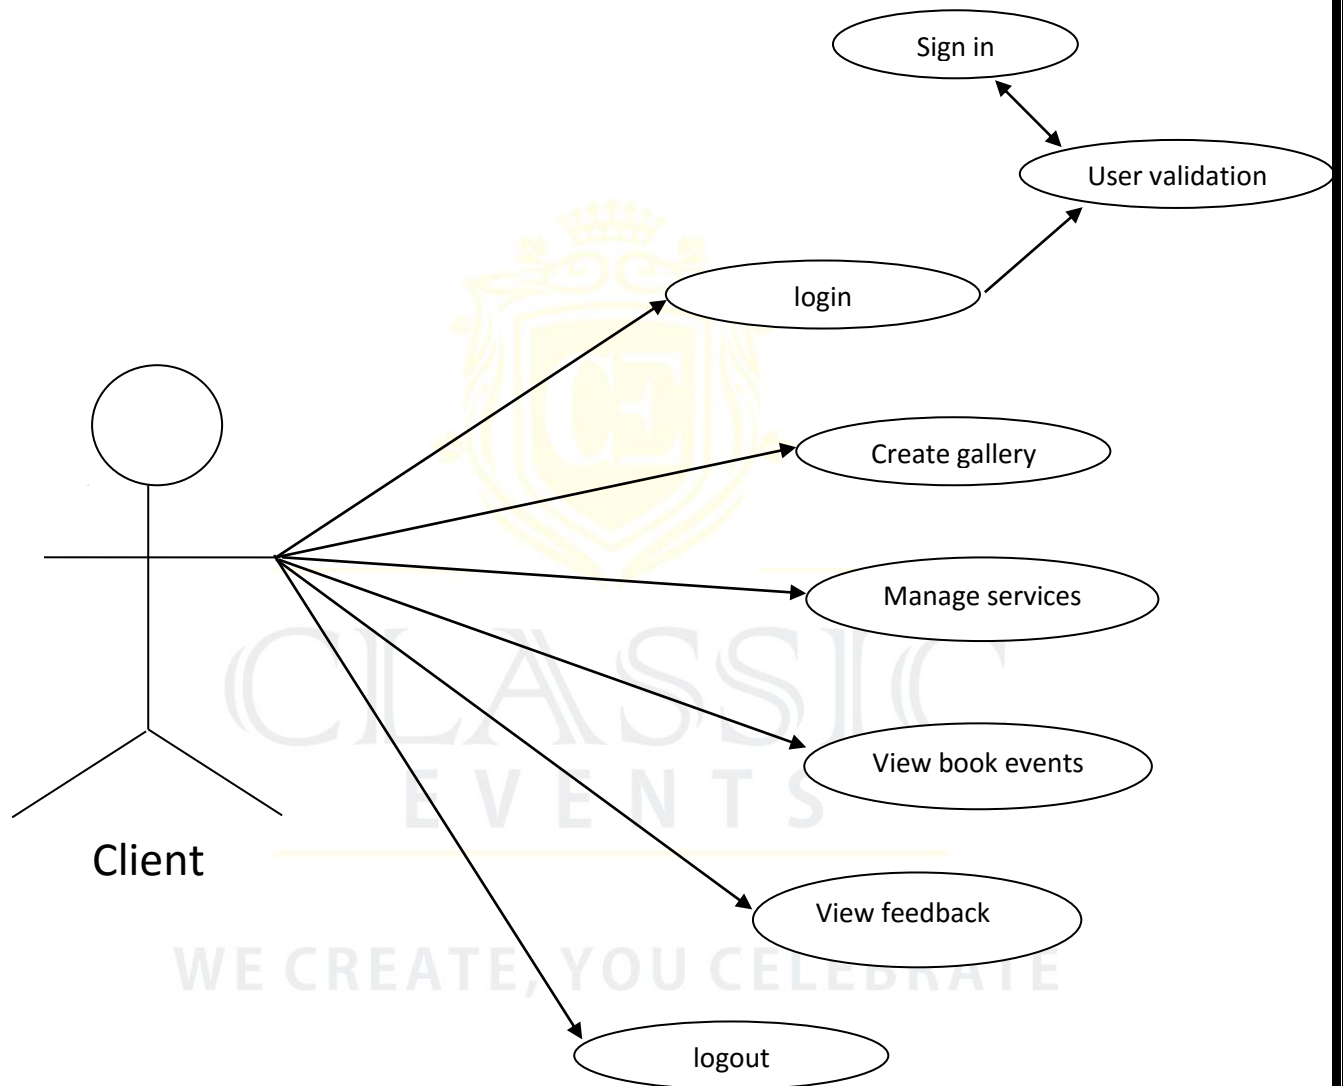 Sign in
User validation
login
Create gallery
Manage services
View book events
View feedback
logout
Client
CE
CLASSIC
EVENTS
WE CREATE, YOU CELEBRATE